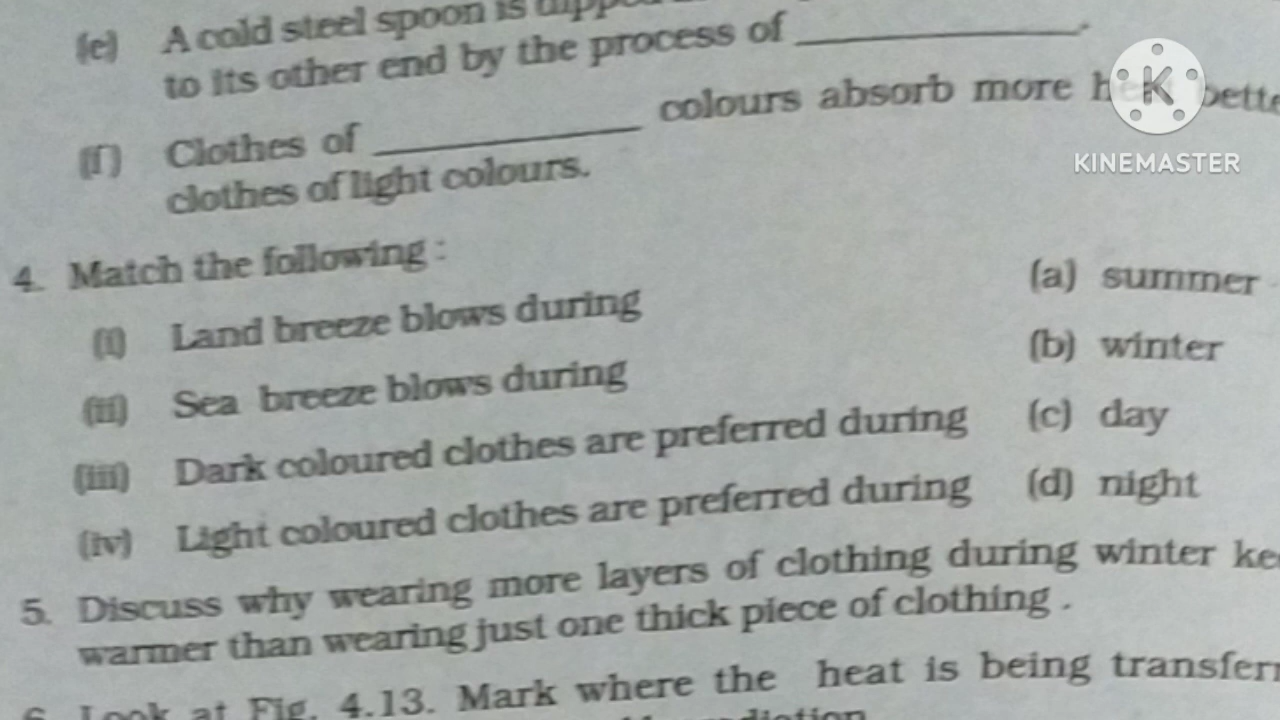 (e) A cold steel spoon is
to its other end by the process of ____________.
(f) Clothes of ____________ colours absorb more
clothes of light colours.
4. Match the following :
(i) Land breeze blows during (a) summer
(ii) Sea breeze blows during (b) winter
(iii) Dark coloured clothes are preferred during (c) day
(iv) Light coloured clothes are preferred during (d) night
5. Discuss why wearing more layers of clothing during winter
warmer than wearing just one thick piece of clothing .
6. Look at Fig. 4.13. Mark where the heat is being
K
KINEMASTER